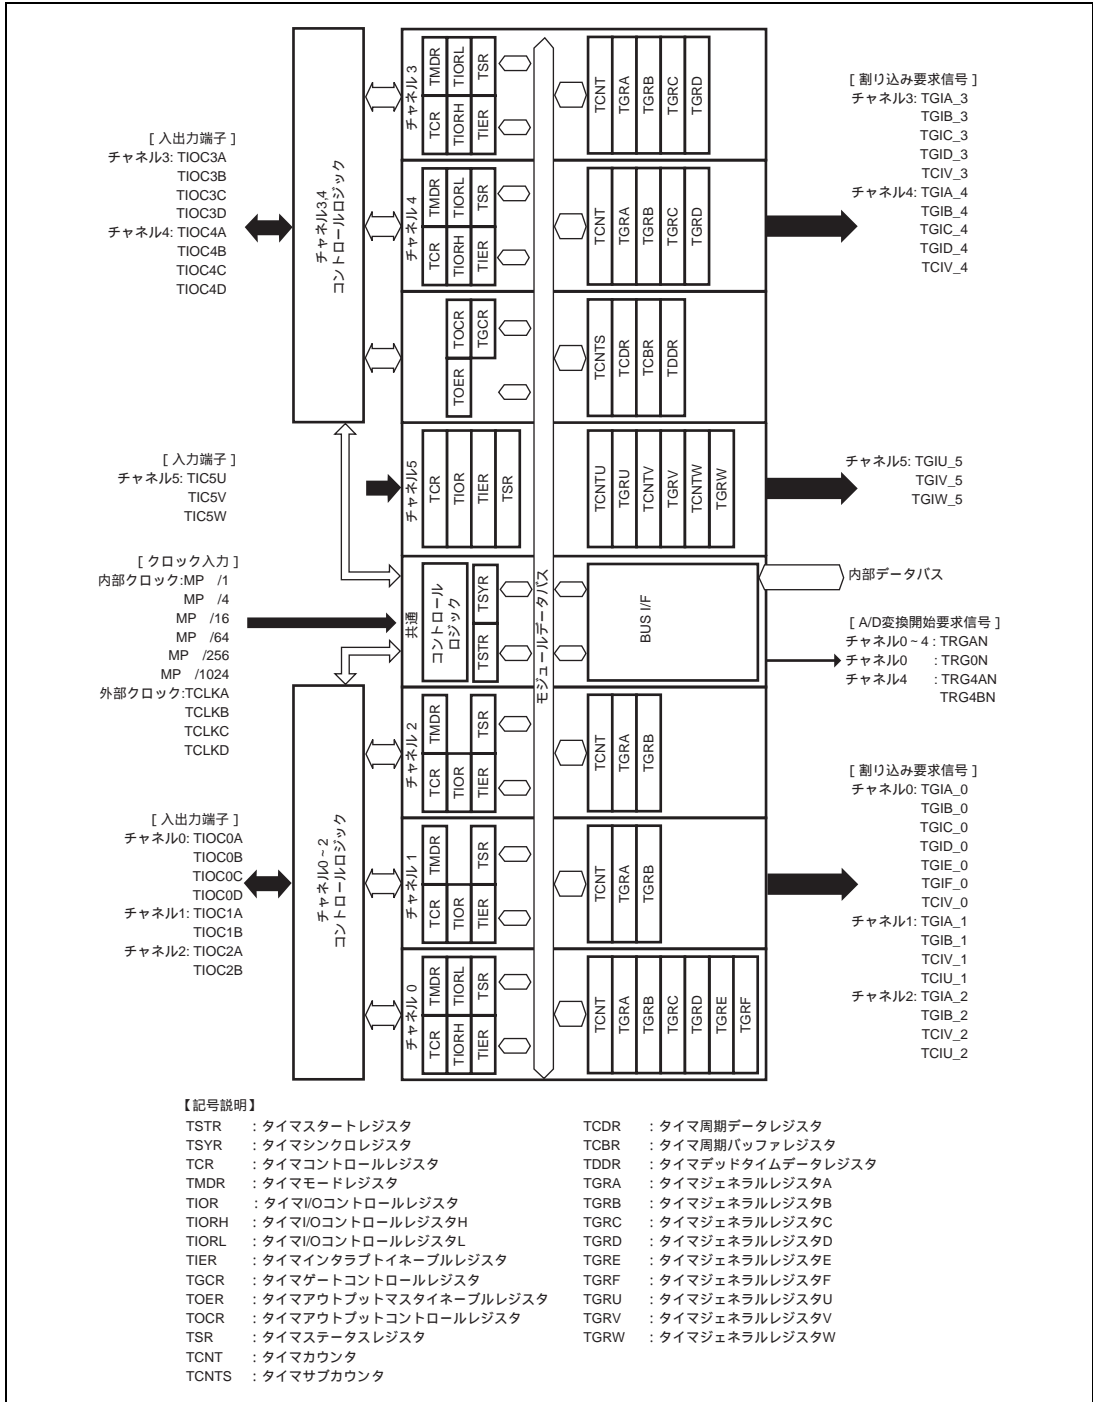 [ 入出力端子 ]
チャネル3: TIOC3A
TIOC3B
TIOC3C
TIOC3D
チャネル4: TIOC4A
TIOC4B
TIOC4C
TIOC4D
[ 入力端子 ]
チャネル5: TIC5U
TIC5V
TIC5W
[ クロック入力 ]
内部クロック:MP /1
MP /4
MP /16
MP /64
MP /256
MP /1024
外部クロック:TCLKA
TCLKB
TCLKC
TCLKD
[ 入出力端子 ]
チャネル0: TIOC0A
TIOC0B
TIOC0C
TIOC0D
チャネル1: TIOC1A
TIOC1B
チャネル2: TIOC2A
TIOC2B
チャネル3,4
コントロールロジック
チャネル0~2
コントロールロジック
チャネル 3
TCR
TMDR
TIORH
TIORL
TIER
TSR
TCNT
TGRA
TGRB
TGRC
TGRD
チャネル 4
TCR
TMDR
TIORH
TIORL
TIER
TSR
TCNT
TGRA
TGRB
TGRC
TGRD
TOER
TOCR
TGCR
TCNTS
TCDR
TCBR
TDDR
チャネル5
TCR
TIOR
TIER
TSR
TCNTU
TGRU
TCNTV
TGRV
TCNTW
TGRW
共通
コントロール
ロジック
TSTR
TSYR
モジュールデータバス
BUS I/F
チャネル 2
TCR
TMDR
TIOR
TIER
TSR
TCNT
TGRA
TGRB
チャネル 1
TCR
TMDR
TIOR
TIER
TSR
TCNT
TGRA
TGRB
チャネル 0
TCR
TMDR
TIORH
TIORL
TIER
TSR
TCNT
TGRA
TGRB
TGRC
TGRD
TGRE
TGRF
[ 割り込み要求信号 ]
チャネル3: TGIA_3
TGIB_3
TGIC_3
TGID_3
TCIV_3
チャネル4: TGIA_4
TGIB_4
TGIC_4
TGID_4
TCIV_4
チャネル5: TGIU_5
TGIV_5
TGIW_5
内部データバス
[ A/D変換開始要求信号 ]
チャネル0~4 : TRGAN
チャネル0 : TRG0N
チャネル4 : TRG4AN
TRG4BN
[ 割り込み要求信号 ]
チャネル0: TGIA_0
TGIB_0
TGIC_0
TGID_0
TGIE_0
TGIF_0
TCIV_0
チャネル1: TGIA_1
TGIB_1
TCIV_1
TCIU_1
チャネル2: TGIA_2
TGIB_2
TCIV_2
TCIU_2
【記号説明】
TSTR : タイマスタートレジスタ
TSYR : タイマシンクロレジスタ
TCR : タイマコントロールレジスタ
TMDR : タイマモードレジスタ
TIOR : タイマI/Oコントロールレジスタ
TIORH : タイマI/OコントロールレジスタH
TIORL : タイマI/OコントロールレジスタL
TIER : タイマインタラプトイネーブルレジスタ
TGCR : タイマゲートコントロールレジスタ
TOER : タイマアウトプットマスタイネーブルレジスタ
TOCR : タイマアウトプットコントロールレジスタ
TSR : タイマステータスレジスタ
TCNT : タイマカウンタ
TCNTS : タイマサブカウンタ
TCDR : タイマ周期データレジスタ
TCBR : タイマ周期バッファレジスタ
TDDR : タイマデッドタイムデータレジスタ
TGRA : タイマジェネラルレジスタA
TGRB : タイマジェネラルレジスタB
TGRC : タイマジェネラルレジスタC
TGRD : タイマジェネラルレジスタD
TGRE : タイマジェネラルレジスタE
TGRF : タイマジェネラルレジスタF
TGRU : タイマジェネラルレジスタU
TGRV : タイマジェネラルレジスタV
TGRW : タイマジェネラルレジスタW